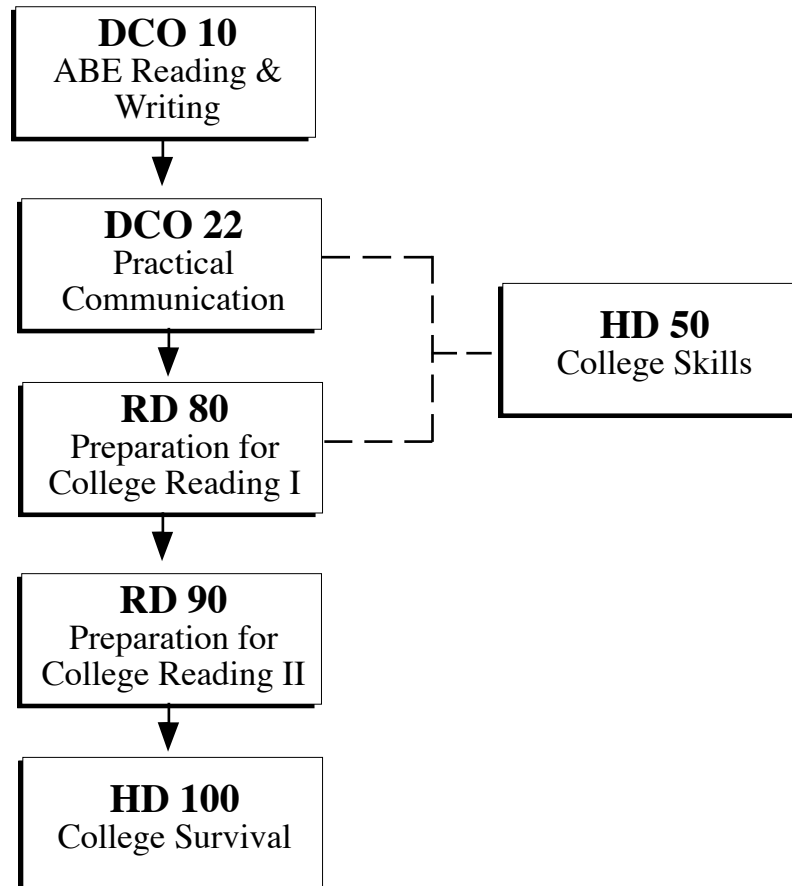 DCO 10
ABE Reading &
Writing
DCO 22
Practical
Communication
HD 50
College Skills
RD 80
Preparation for
College Reading I
RD 90
Preparation for
College Reading II
HD 100
College Survival